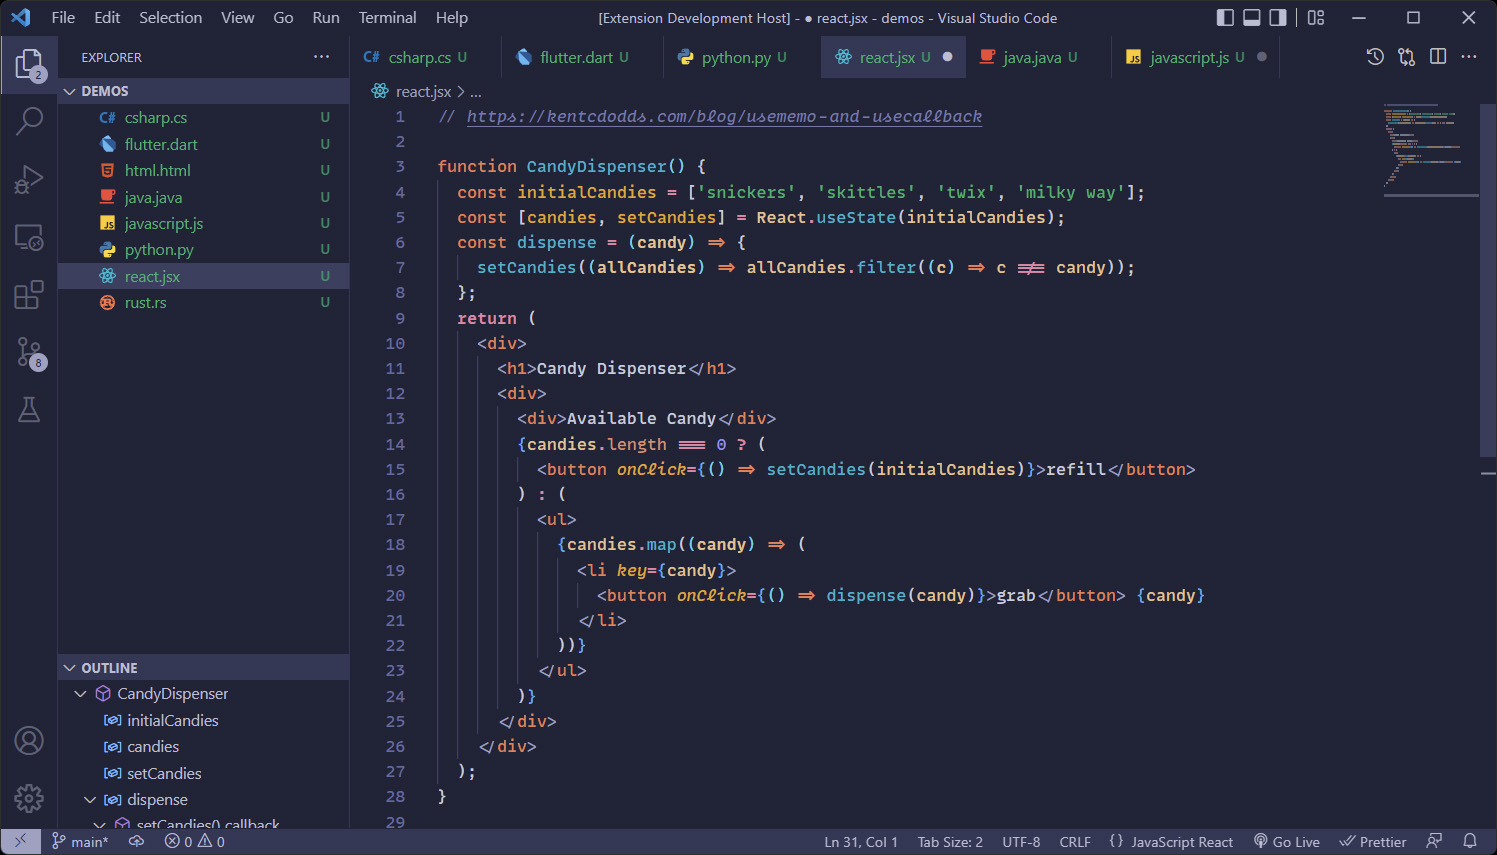 File Edit Selection View Go Run Terminal Help [Extension Development Host] - ● react.jsx - demos - Visual Studio Code
EXPLORER ···
C# csharp.cs U flutter.dart U python.py U react.jsx U ● java.java U JS javascript.js U ●
2
DEMOS
C# csharp.cs U
flutter.dart U
html.html U
java.java U
JS javascript.js U
python.py U
react.jsx U
rust.rs U
8
OUTLINE
CandyDispenser
initialCandies
candies
setCandies
dispense
setCandies() callback
react.jsx > ...
1 // https://kentcdodds.com/blog/usememo-and-usecallback
2
3 function CandyDispenser() {
4 const initialCandies = ['snickers', 'skittles', 'twix', 'milky way'];
5 const [candies, setCandies] = React.useState(initialCandies);
6 const dispense = (candy) => {
7 setCandies((allCandies) => allCandies.filter((c) => c !== candy));
8 };
9 return (
10 <div>
11 <h1>Candy Dispenser</h1>
12 <div>
13 <div>Available Candy</div>
14 {candies.length === 0 ? (
15 <button onClick={() => setCandies(initialCandies)}>refill</button>
16 ) : (
17 <ul>
18 {candies.map((candy) => (
19 <li key={candy}>
20 <button onClick={() => dispense(candy)}>grab</button> {candy}
21 </li>
22 ))}
23 </ul>
24 )}
25 </div>
26 </div>
27 );
28 }
29
main* 0 0 Ln 31, Col 1 Tab Size: 2 UTF-8 CRLF {} JavaScript React Go Live Prettier